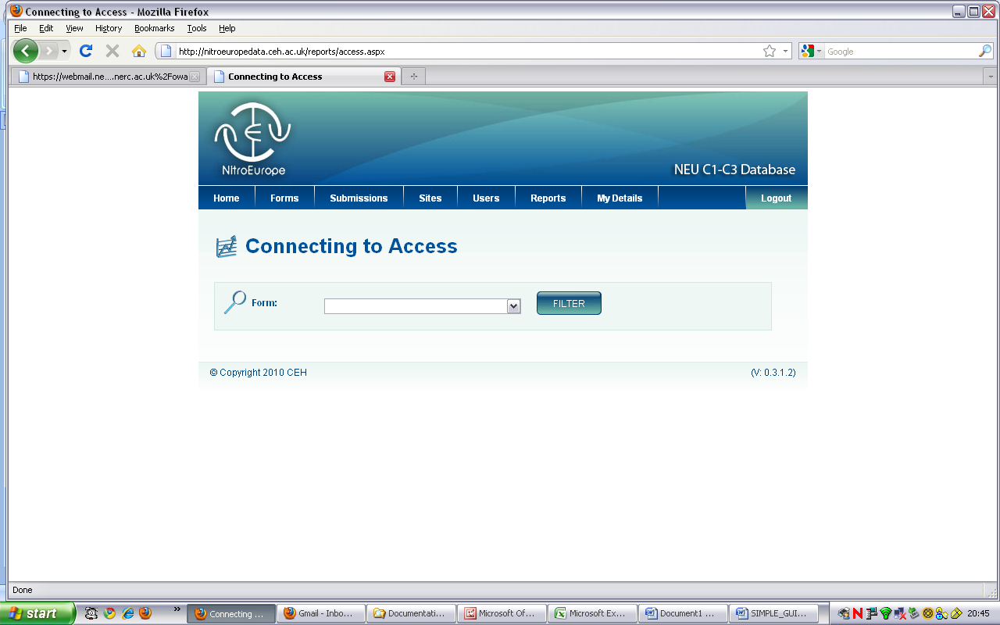 Connecting to Access - Mozilla Firefox
File Edit View History Bookmarks Tools Help
http://nitroeuropedata.ceh.ac.uk/reports/access.aspx
Google
https://webmail.ne....nerc.ac.uk%2Fowa
Connecting to Access
NitroEurope
NEU C1-C3 Database
Home Forms Submissions Sites Users Reports My Details Logout
Connecting to Access
Form:
FILTER
© Copyright 2010 CEH
(V: 0.3.1.2)
Done
start » Connecting ... Gmail - Inbo... Documentati... Microsoft Of... Microsoft Ex... Document1 ... SIMPLE_GUI... N 20:45